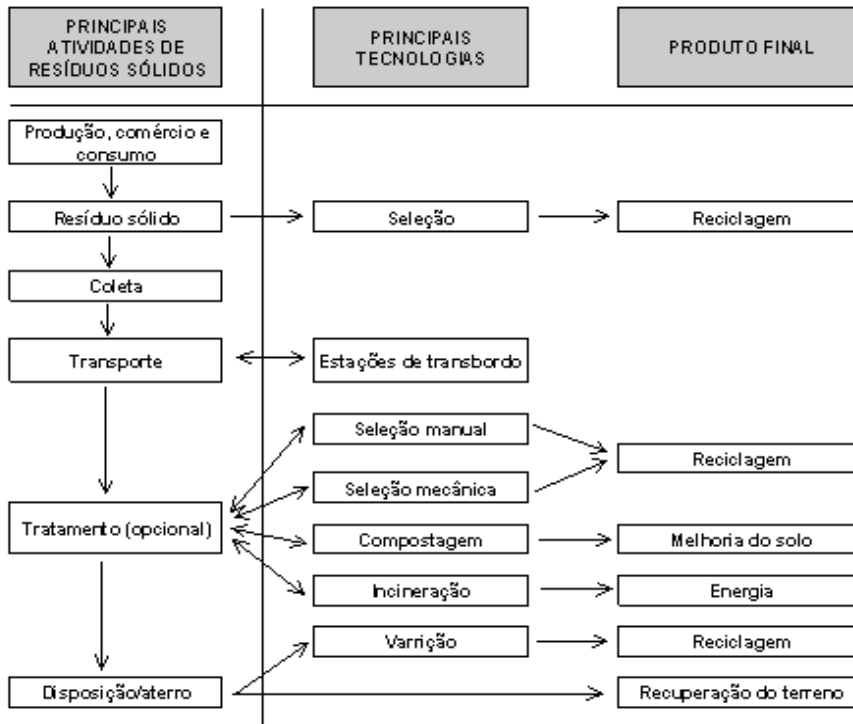 PRINCIPAIS
ATIVIDADES DE
RESÍDUOS SÓLIDOS
PRINCIPAIS
TECNOLOGIAS
PRODUTO FINAL
Produção, comércio e
consumo
Resíduo sólido
Seleção
Reciclagem
Coleta
Transporte
Estações de transbordo
Seleção manual
Reciclagem
Seleção mecânica
Tratamento (opcional)
Compostagem
Melhoria do solo
Incineração
Energia
Varrição
Reciclagem
Disposição/aterro
Recuperação do terreno